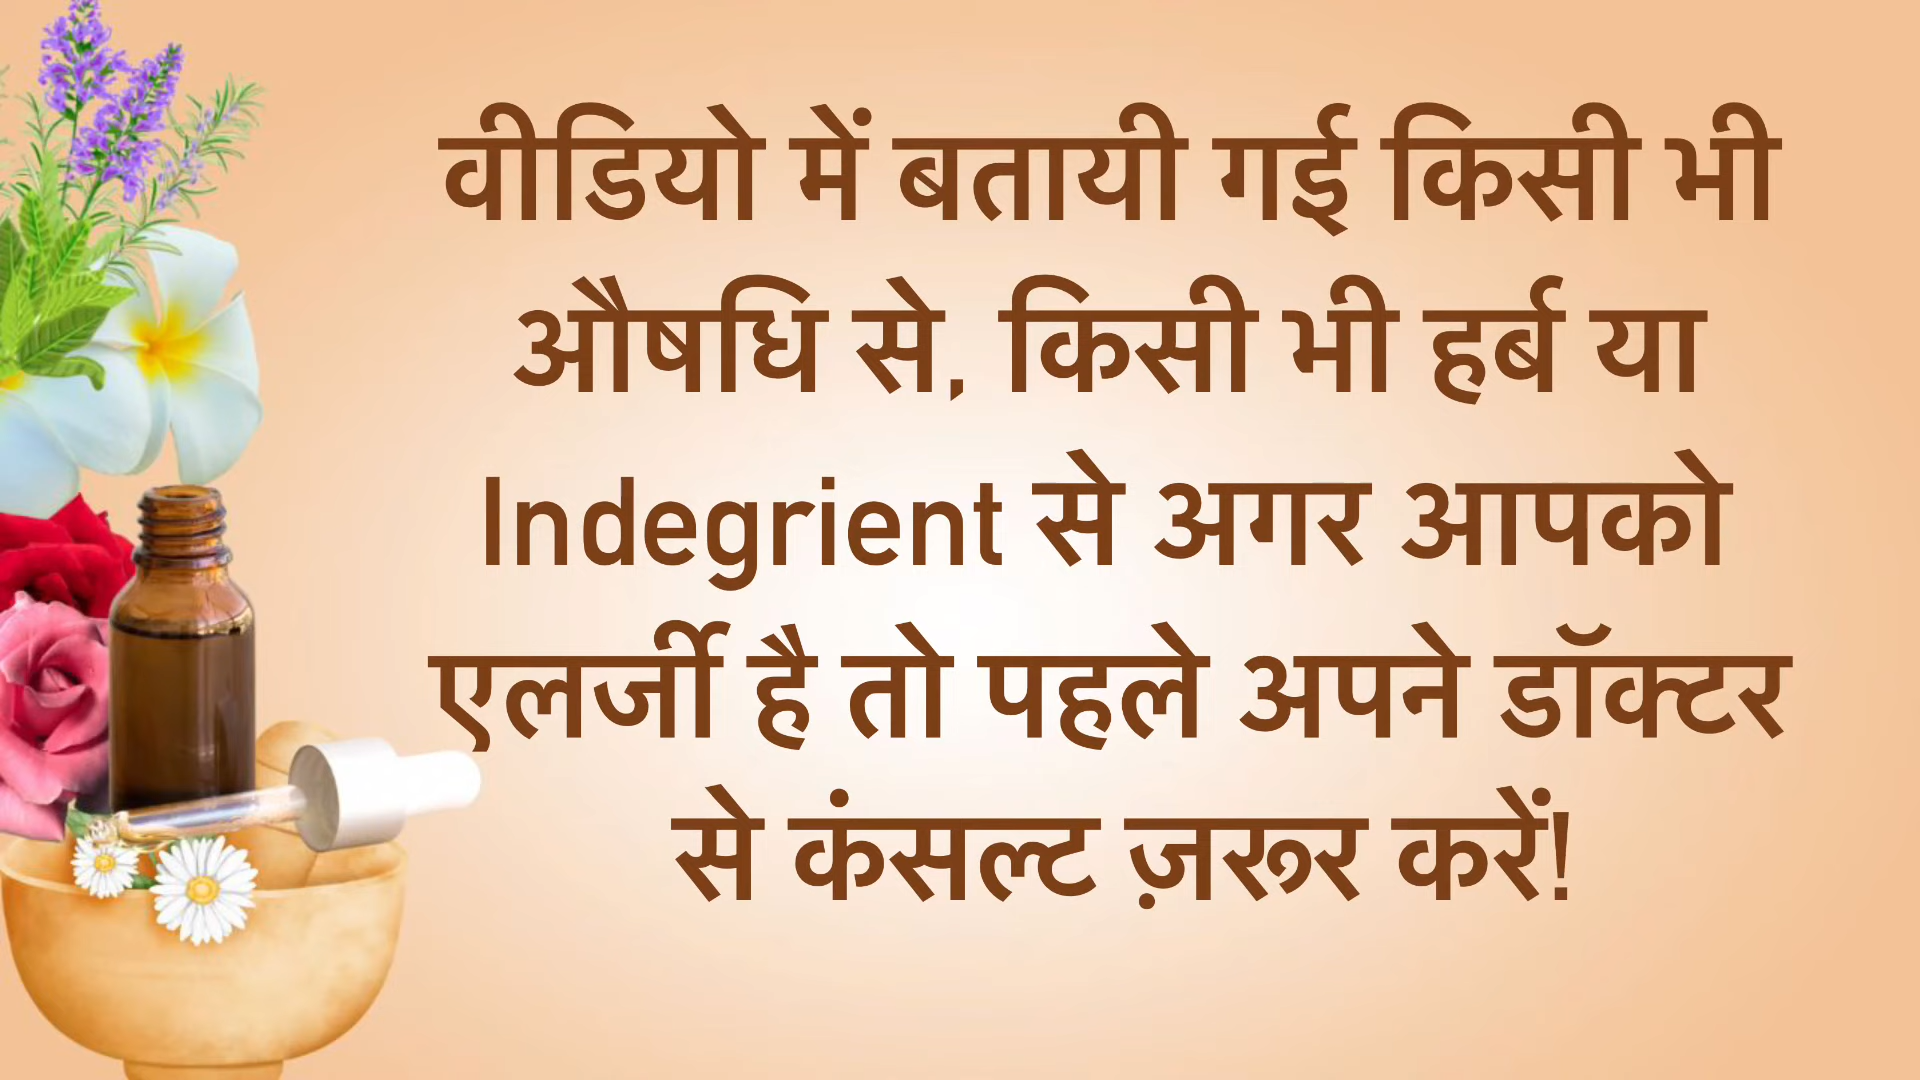 वीडियो में बतायी गई किसी भी
औषधि से, किसी भी हर्ब या
Indegrient से अगर आपको
एलर्जी है तो पहले अपने डॉक्टर
से कंसल्ट ज़रूर करें!